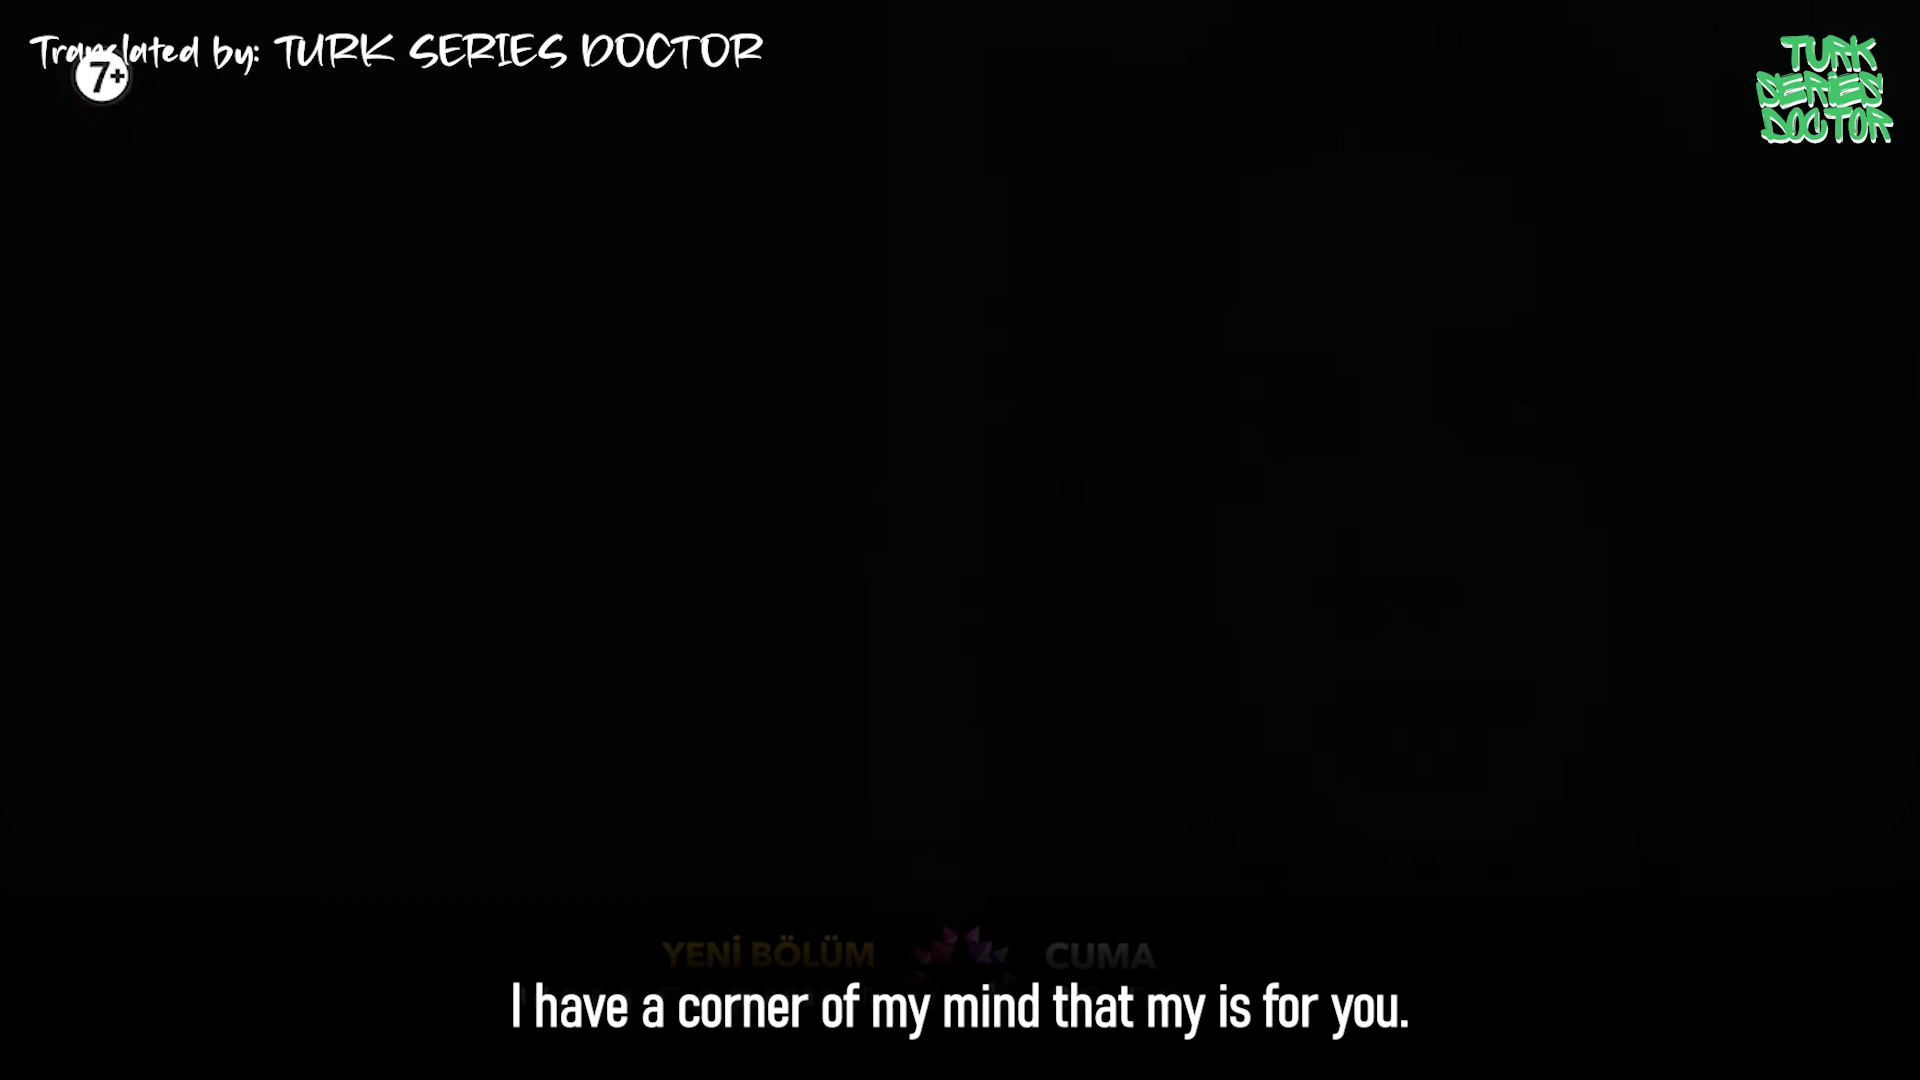 Translated by: TURK SERIES DOCTOR
7+
TURK
SERIES
DOCTOR
YENİ BÖLÜM
CUMA
I have a corner of my mind that my is for you.